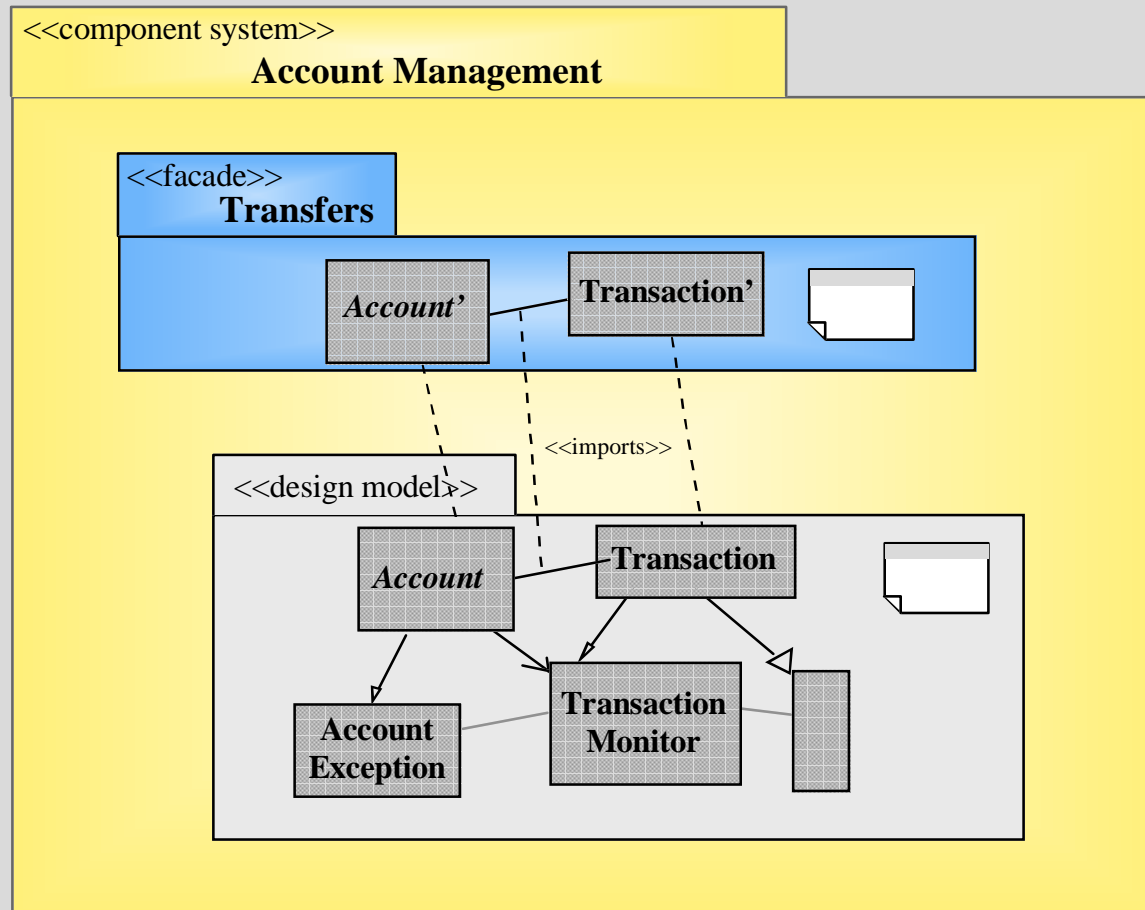 <<component system>>
Account Management
<<facade>>
Transfers
Account’
Transaction’
<<imports>>
<<design model>>
Account
Transaction
Account
Exception
Transaction
Monitor